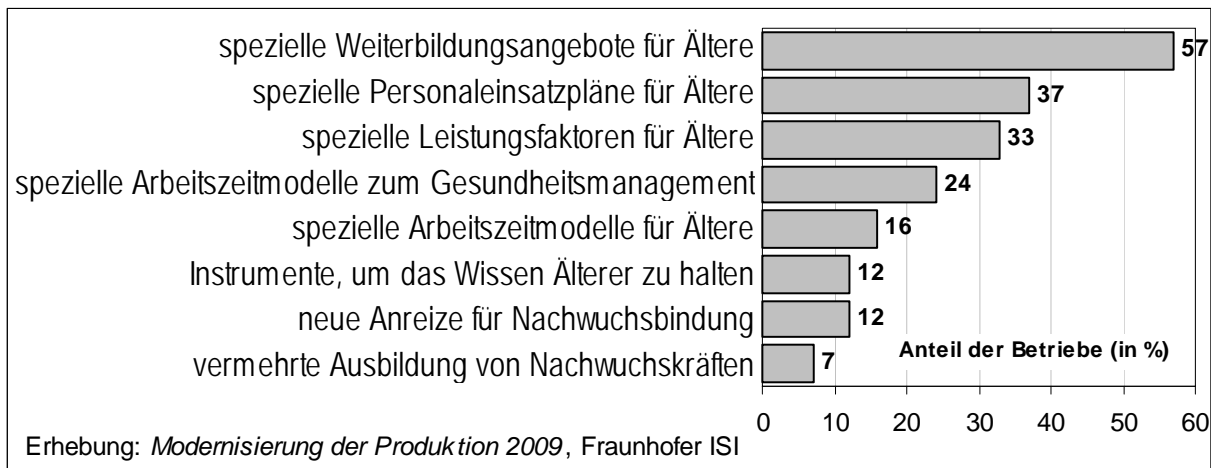 spezielle Weiterbildungsangebote für Ältere 57
spezielle Personaleinsatzpläne für Ältere 37
spezielle Leistungsfaktoren für Ältere 33
spezielle Arbeitszeitmodelle zum Gesundheitsmanagement 24
spezielle Arbeitszeitmodelle für Ältere 16
Instrumente, um das Wissen Älterer zu halten 12
neue Anreize für Nachwuchsbindung 12
Anteil der Betriebe (in %)
vermehrte Ausbildung von Nachwuchskräften 7
0 10 20 30 40 50 60
Erhebung: Modernisierung der Produktion 2009, Fraunhofer ISI